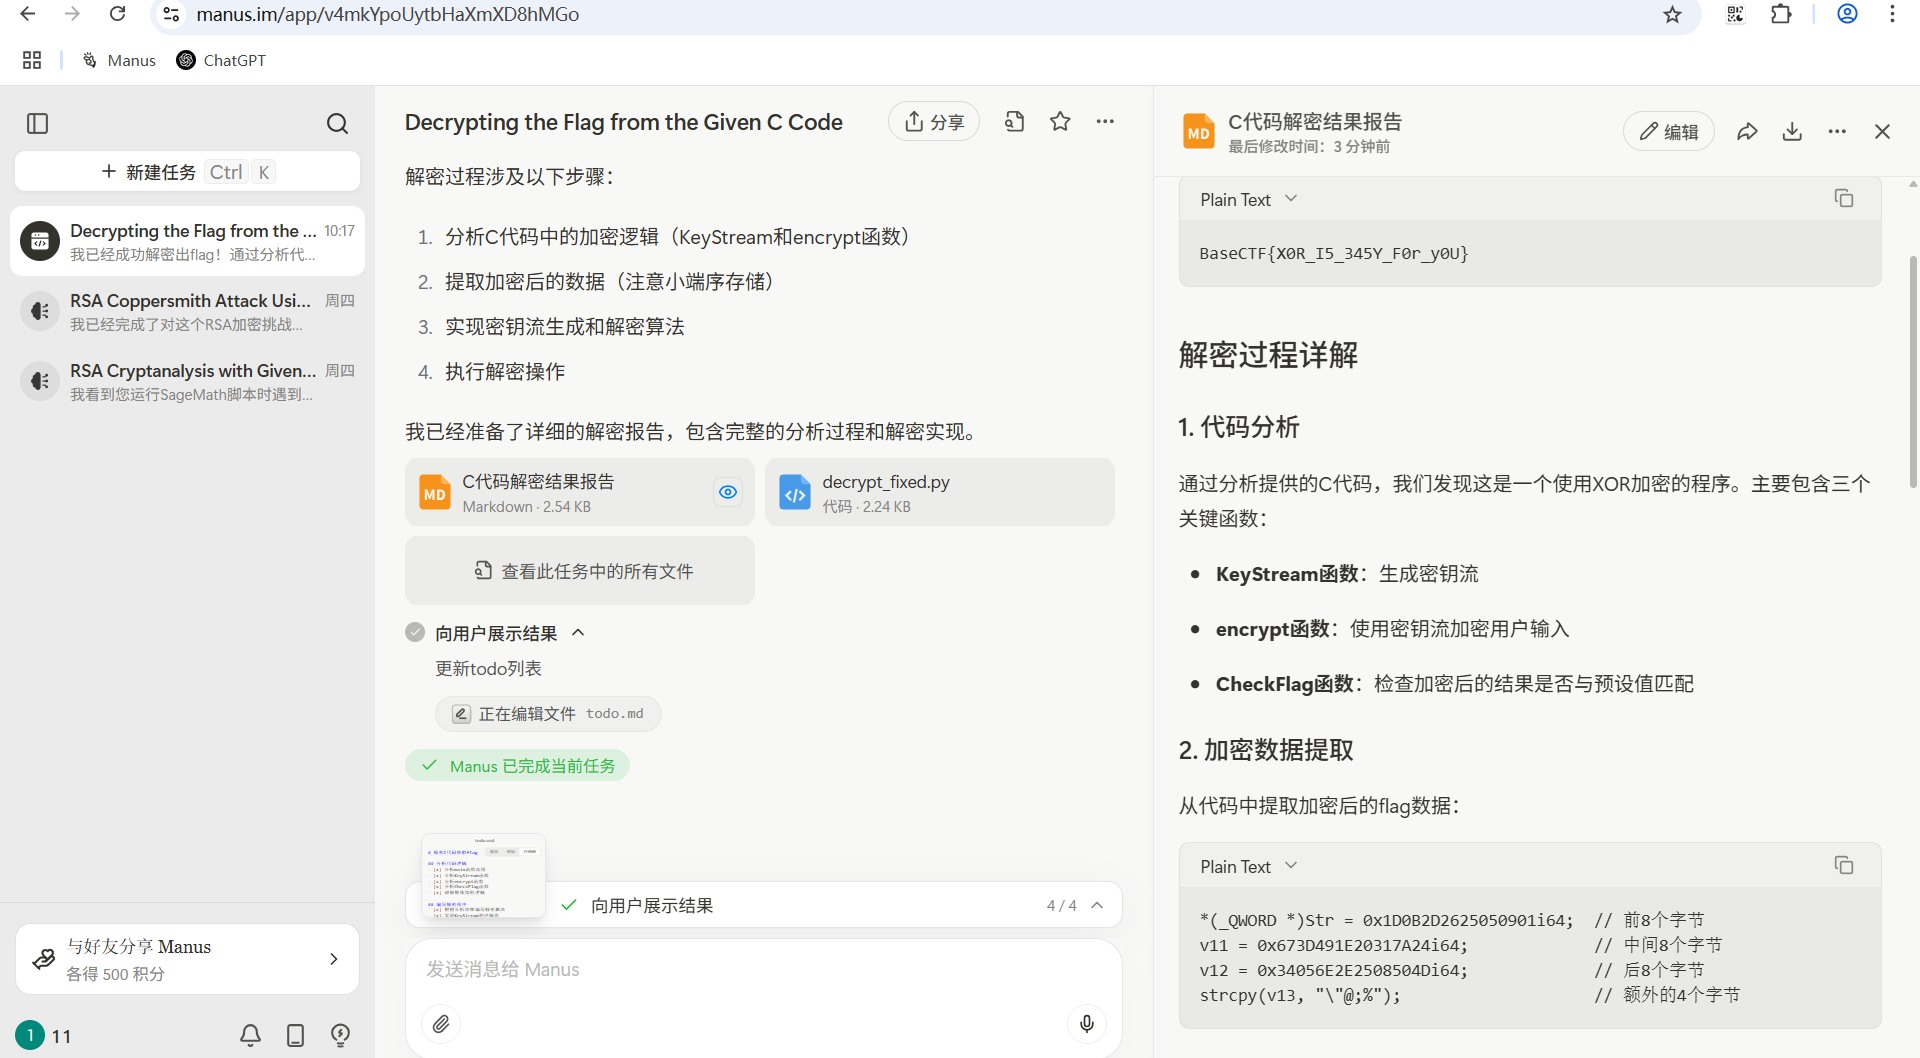 manus.im/app/v4mkYpoUytbHaXmXD8hMGo
Manus
ChatGPT
新建任务 Ctrl K
Decrypting the Flag from the ... 10:17
我已经成功解密出flag！通过分析代...
RSA Coppersmith Attack Usi... 周四
我已经完成了对这个RSA加密挑战...
RSA Cryptanalysis with Given... 周四
我看到您运行SageMath脚本时遇到...
与好友分享 Manus
各得 500 积分
1 11
Decrypting the Flag from the Given C Code
分享
解密过程涉及以下步骤：
1. 分析C代码中的加密逻辑（KeyStream和encrypt函数）
2. 提取加密后的数据（注意小端序存储）
3. 实现密钥流生成和解密算法
4. 执行解密操作
我已经准备了详细的解密报告，包含完整的分析过程和解密实现。
MD
C代码解密结果报告
Markdown · 2.54 KB
decrypt_fixed.py
代码 · 2.24 KB
查看此任务中的所有文件
向用户展示结果
更新todo列表
正在编辑文件 todo.md
Manus 已完成当前任务
向用户展示结果 4 / 4
发送消息给 Manus
MD
C代码解密结果报告
最后修改时间：3 分钟前
编辑
Plain Text
BaseCTF{X0R_I5_345Y_F0r_y0U}
解密过程详解
1. 代码分析
通过分析提供的C代码，我们发现这是一个使用XOR加密的程序。主要包含三个
关键函数：
• KeyStream函数：生成密钥流
• encrypt函数：使用密钥流加密用户输入
• CheckFlag函数：检查加密后的结果是否与预设值匹配
2. 加密数据提取
从代码中提取加密后的flag数据：
Plain Text
*(_QWORD *)Str = 0x1D0B2D2625050901i64; // 前8个字节
v11 = 0x673D491E20317A24i64; // 中间8个字节
v12 = 0x34056E2E2508504Di64; // 后8个字节
strcpy(v13, "\"@;%"); // 额外的4个字节